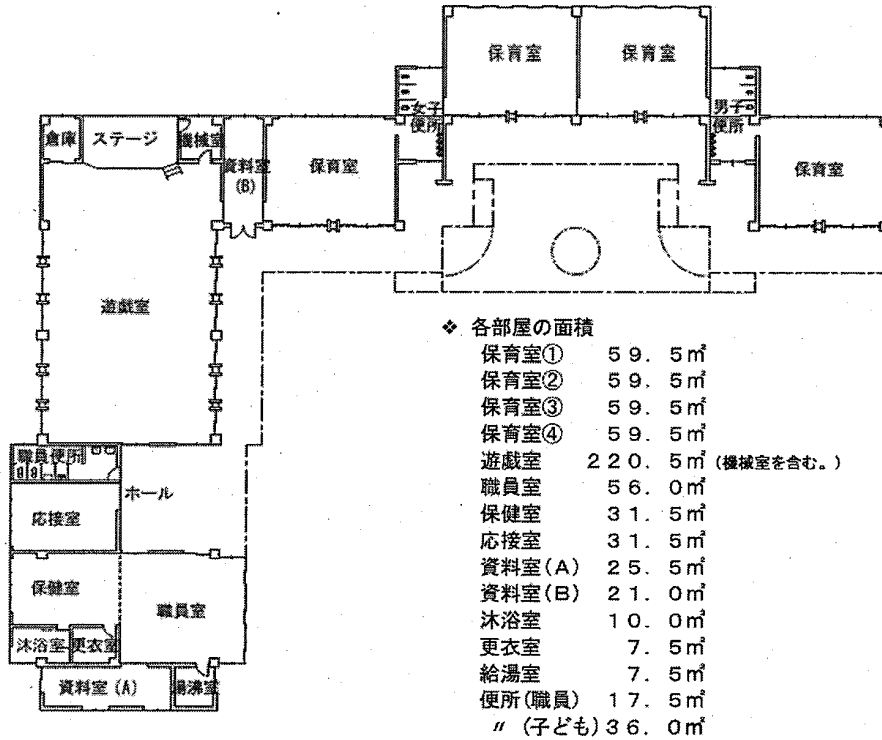 保育室 保育室
女子
便所
男子
便所
倉庫 ステージ 機械室
資料室
(B)
保育室
保育室
遊戯室
職員便所
ホール
応接室
保健室
職員室
沐浴室 更衣室
資料室(A) 湯沸室
❖ 各部屋の面積
保育室① 59.5㎡
保育室② 59.5㎡
保育室③ 59.5㎡
保育室④ 59.5㎡
遊戯室 220.5㎡(機械室を含む。)
職員室 56.0㎡
保健室 31.5㎡
応接室 31.5㎡
資料室(A) 25.5㎡
資料室(B) 21.0㎡
沐浴室 10.0㎡
更衣室 7.5㎡
給湯室 7.5㎡
便所(職員) 17.5㎡
〃 (子ども) 36.0㎡